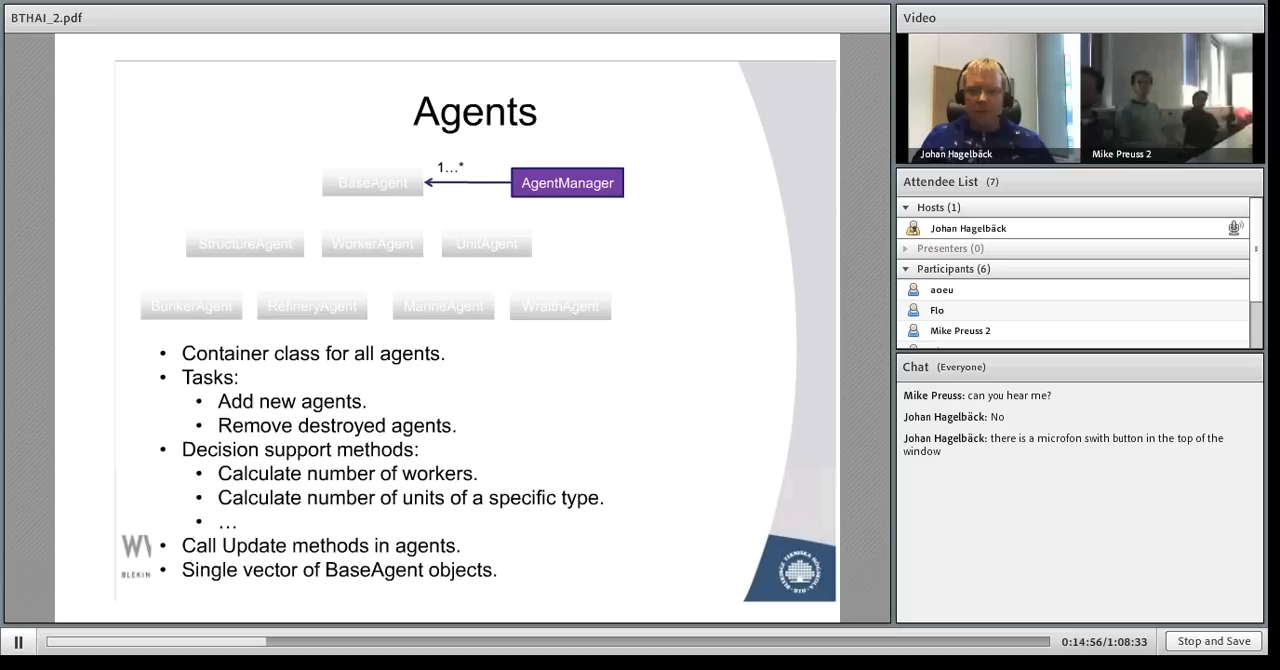 BTHAI_2.pdf
Agents
1...*
BaseAgent
AgentManager
StructureAgent
WorkerAgent
UnitAgent
BunkerAgent
RefineryAgent
MarineAgent
WraithAgent
• Container class for all agents.
• Tasks:
• Add new agents.
• Remove destroyed agents.
• Decision support methods:
• Calculate number of workers.
• Calculate number of units of a specific type.
• ...
• Call Update methods in agents.
• Single vector of BaseAgent objects.
BLEKIN
Video
Johan Hagelbäck
Mike Preuss 2
Attendee List (7)
Hosts (1)
Johan Hagelbäck
Presenters (0)
Participants (6)
aoeu
Flo
Mike Preuss 2
Chat (Everyone)
Mike Preuss: can you hear me?
Johan Hagelbäck: No
Johan Hagelbäck: there is a microfon swith button in the top of the
window
0:14:56/1:08:33
Stop and Save